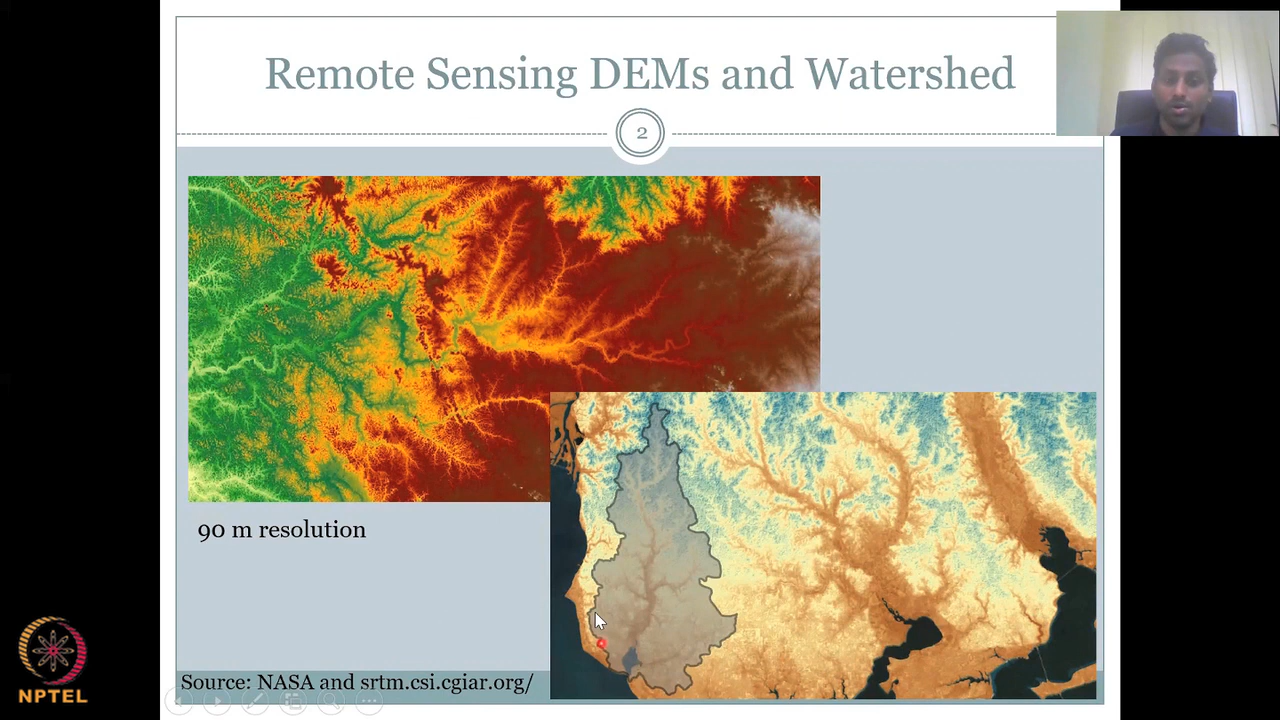 Remote Sensing DEMs and Watershed
2
90 m resolution
Source: NASA and srtm.csi.cgiar.org/
NPTEL